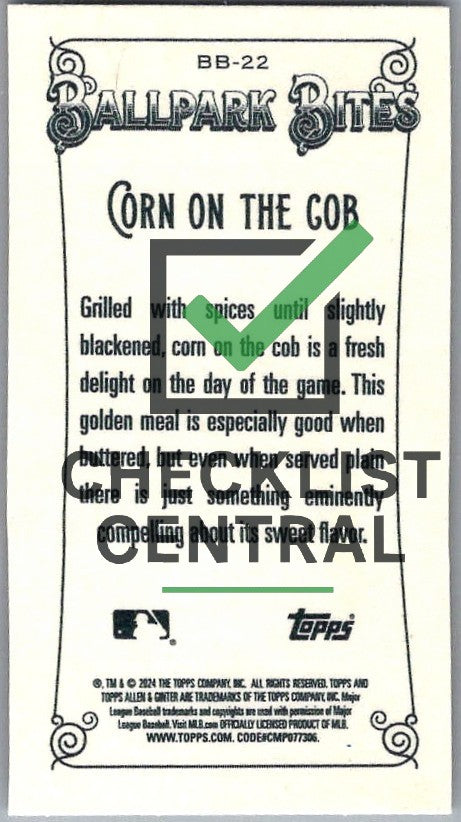 BB-22
BALLPARK BITES
CORN ON THE COB
Grilled with spices until slightly
blackened, corn on the cob is a fresh
delight on the day of the game. This
golden meal is especially good when
buttered, but even when served plain
there is just something eminently
compelling about its sweet flavor.
CHECKLIST
CENTRAL
topps
®, TM & © 2024 THE TOPPS COMPANY, INC. ALL RIGHTS RESERVED. TOPPS AND
TOPPS ALLEN & GINTER ARE TRADEMARKS OF THE TOPPS COMPANY, INC. Major
League Baseball trademarks and copyrights are used with permission of Major
League Baseball. Visit MLB.com OFFICIALLY LICENSED PRODUCT OF MLB.
WWW.TOPPS.COM. CODE#CMP077306.